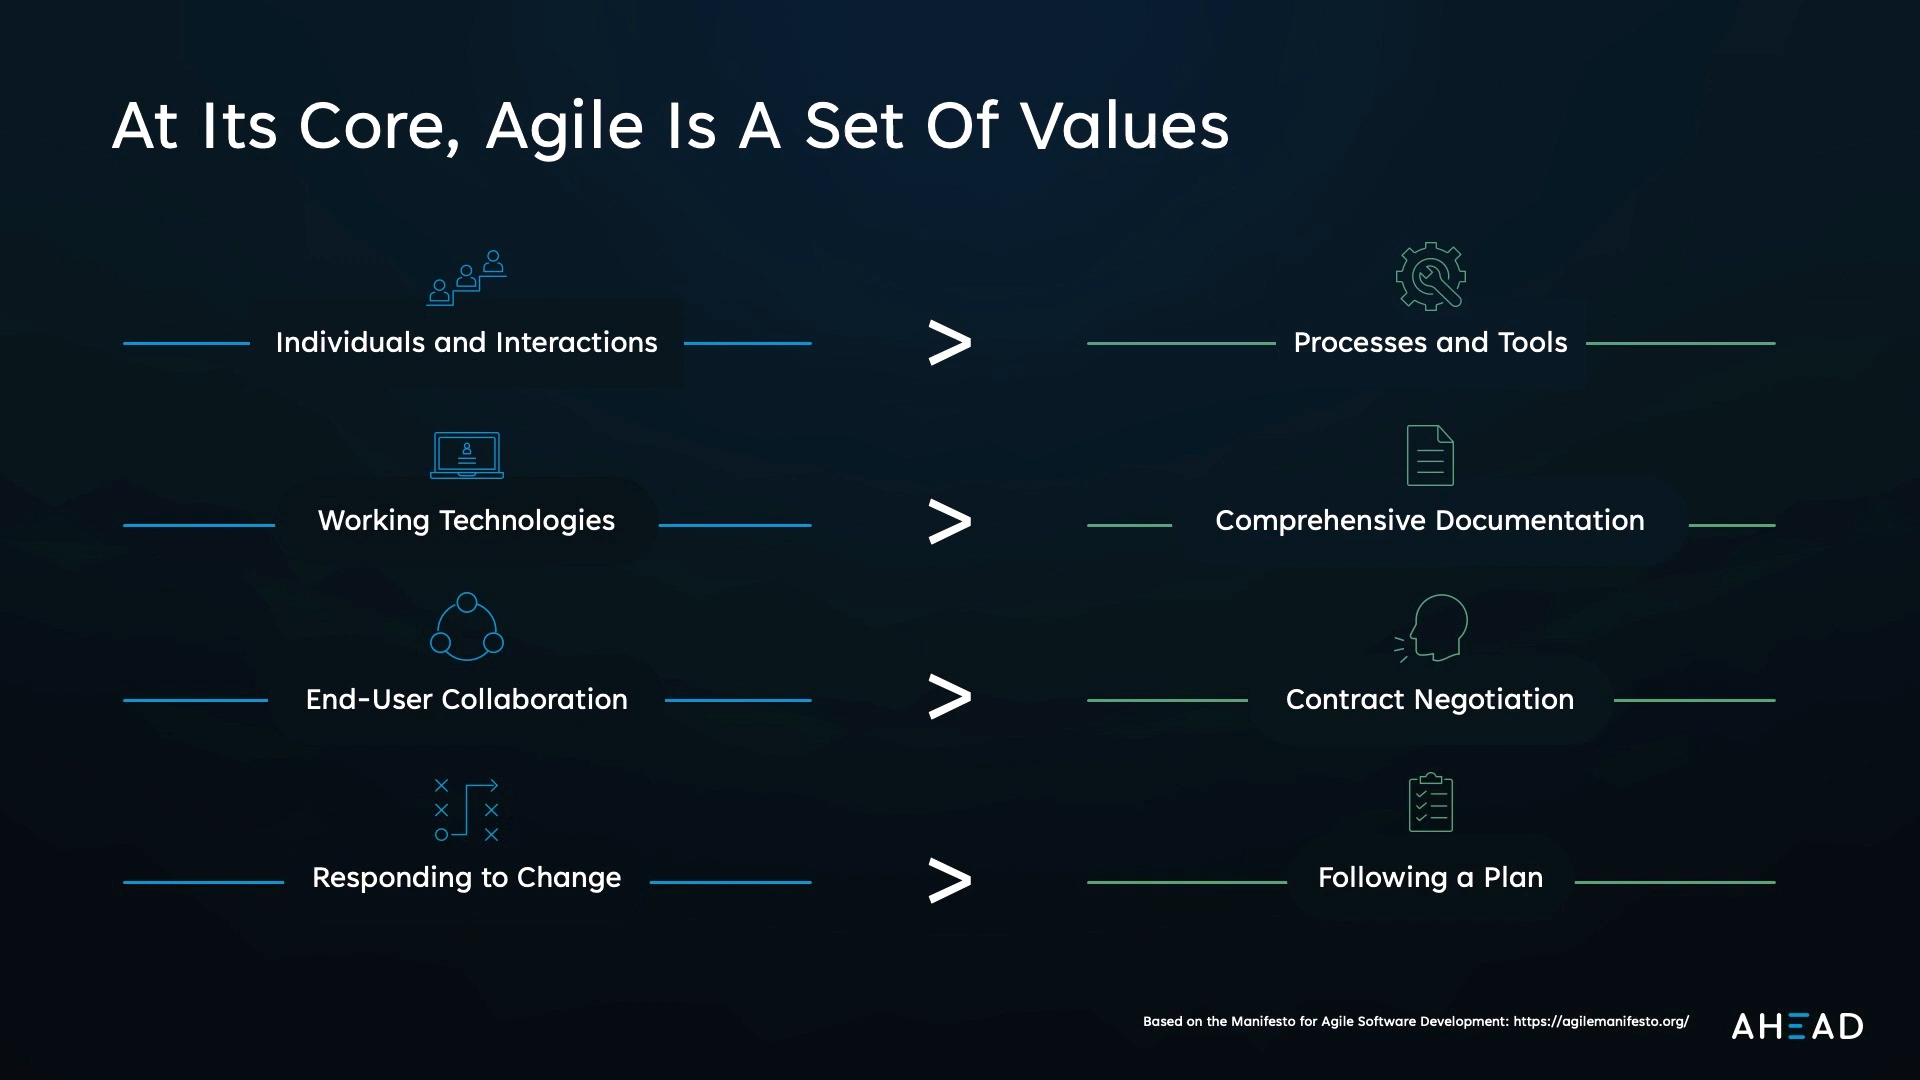 At Its Core, Agile Is A Set Of Values
Individuals and Interactions > Processes and Tools
Working Technologies > Comprehensive Documentation
End-User Collaboration > Contract Negotiation
Responding to Change > Following a Plan
Based on the Manifesto for Agile Software Development: https://agilemanifesto.org/
AHEAD